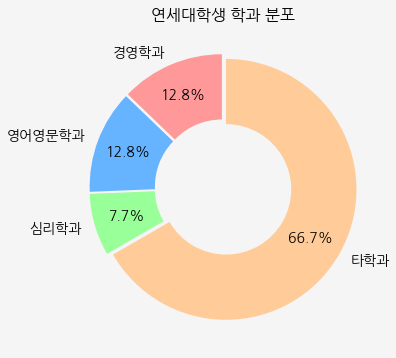 연세대학생 학과 분포
경영학과
12.8%
영어영문학과
12.8%
심리학과
7.7%
66.7%
타학과